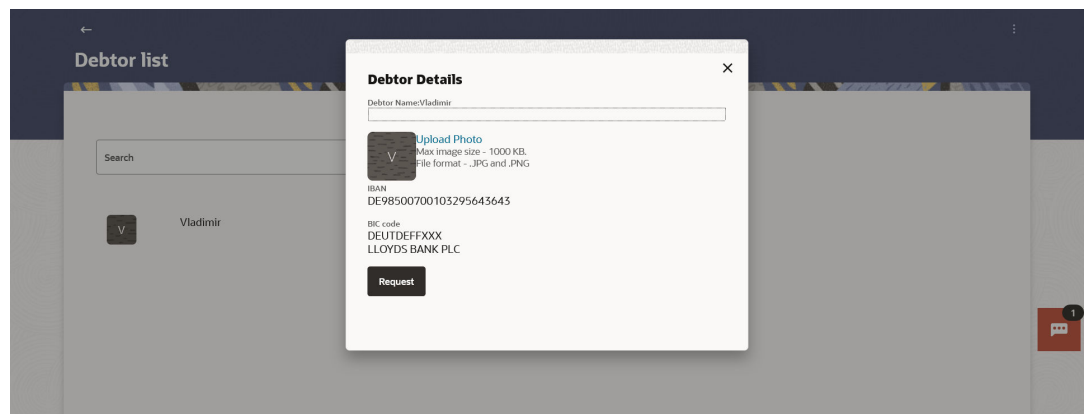 Debtor list
Search
V
Vladimir
Debtor Details
Debtor Name:Vladimir
V
Upload Photo
Max image size - 1000 KB.
File format - .JPG and .PNG
IBAN
DE98500700103295643643
BIC code
DEUTDEFFXXX
LLOYDS BANK PLC
Request
1